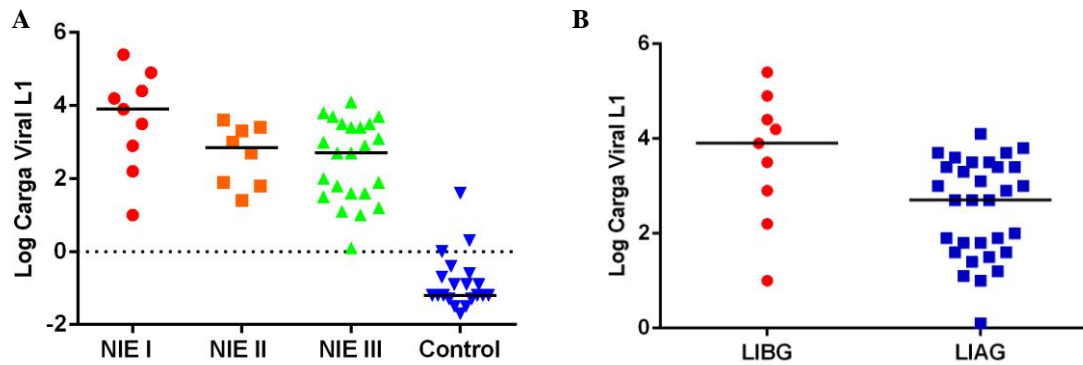 A
Log Carga Viral L1
6
4
2
0
-2
NIE I NIE II NIE III Control
B
Log Carga Viral L1
6
4
2
0
LIBG LIAG